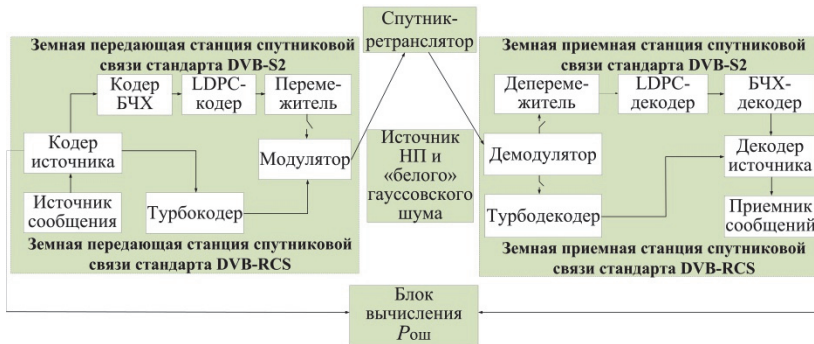 Спутник-
ретранслятор
Земная передающая станция спутниковой
связи стандарта DVB-S2
Кодер
БЧХ
LDPC-
кодер
Переме-
житель
Кодер
источника
Модулятор
Источник
сообщения
Турбокодер
Земная передающая станция спутниковой
связи стандарта DVB-RCS
Источник
НП и
«белого»
гауссовского
шума
Земная приемная станция спутниковой
связи стандарта DVB-S2
Депереме-
житель
LDPC-
декодер
БЧХ-
декодер
Демодулятор
Декодер
источника
Турбодекодер
Приемник
сообщений
Земная приемная станция спутниковой
связи стандарта DVB-RCS
Блок
вычисления
Pош